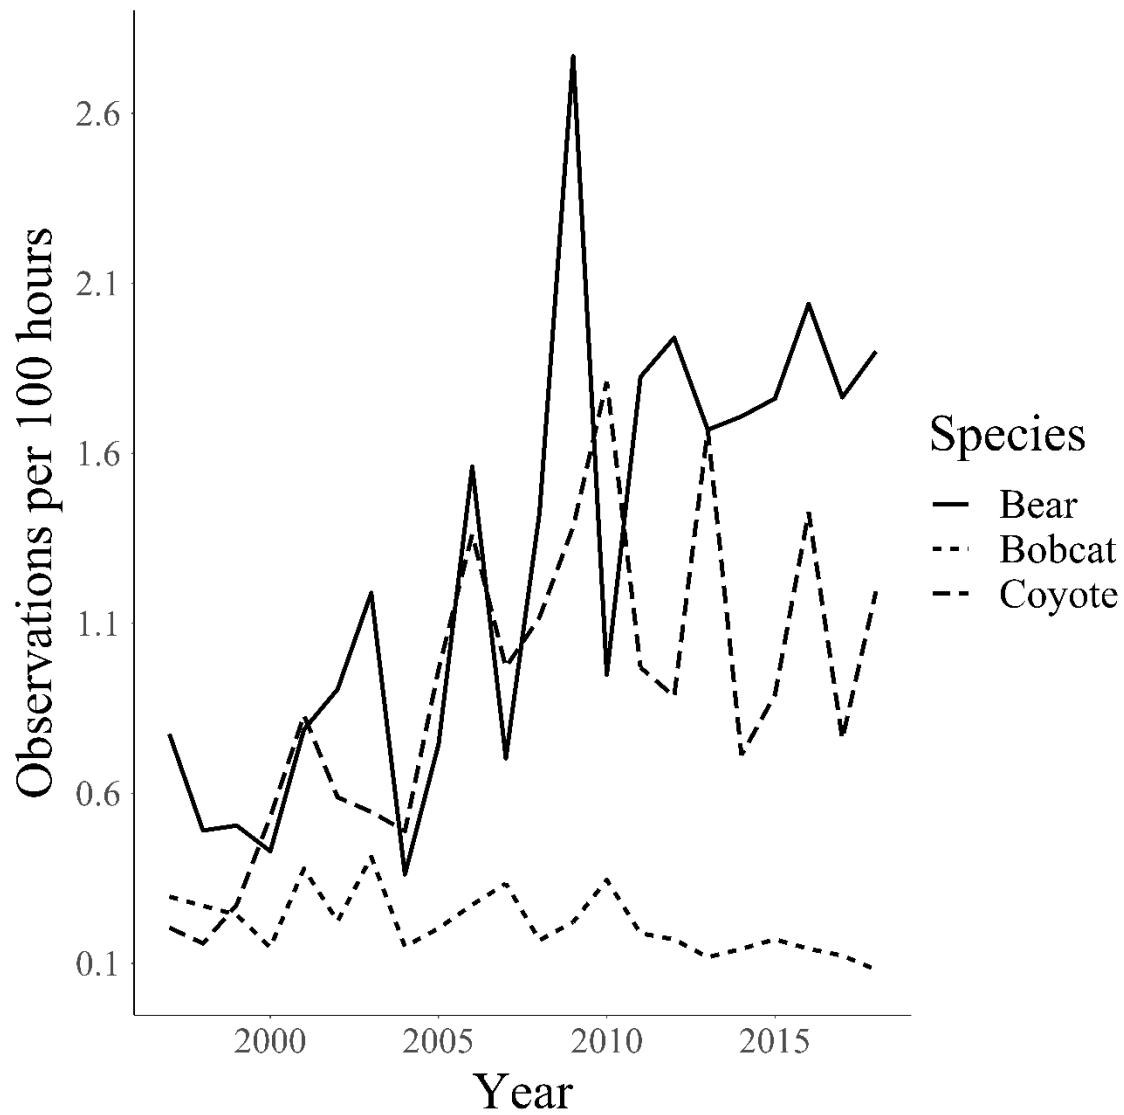 Observations per 100 hours
2.6
2.1
1.6
1.1
0.6
0.1
2000 2005 2010 2015
Year
Species
Bear
Bobcat
Coyote